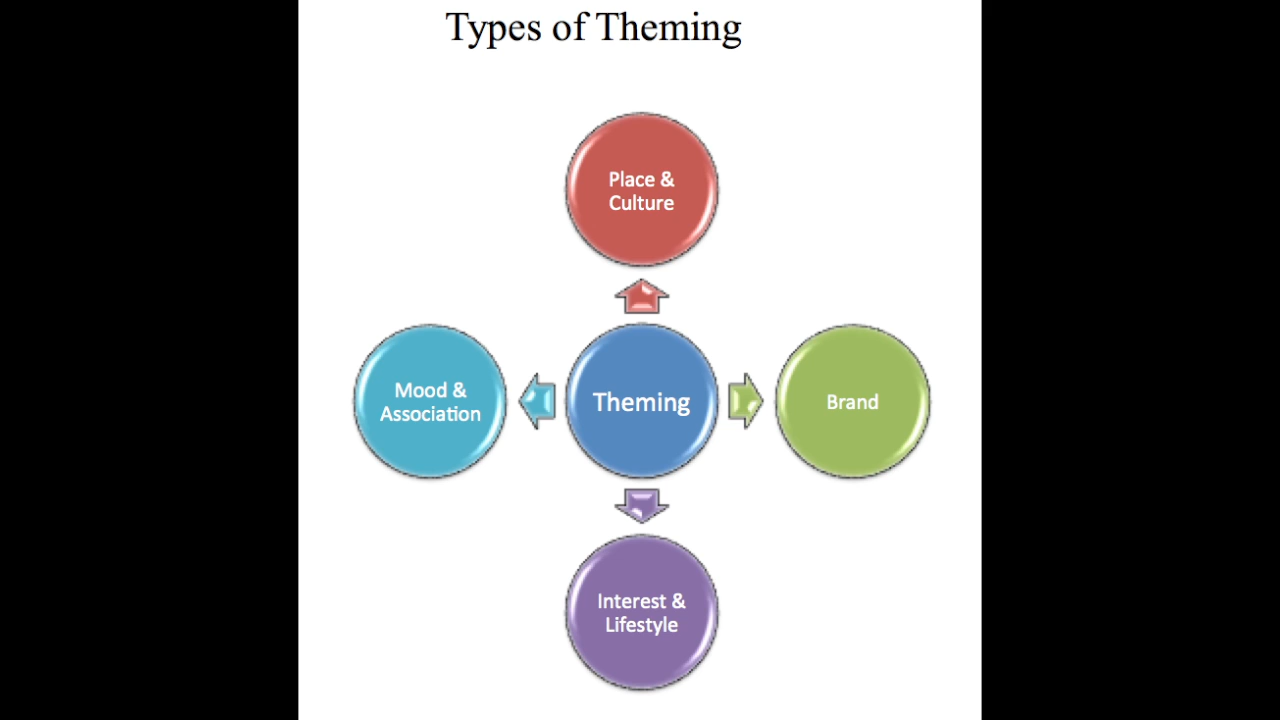 Types of Theming
Place &
Culture
Mood &
Association
Theming
Brand
Interest &
Lifestyle